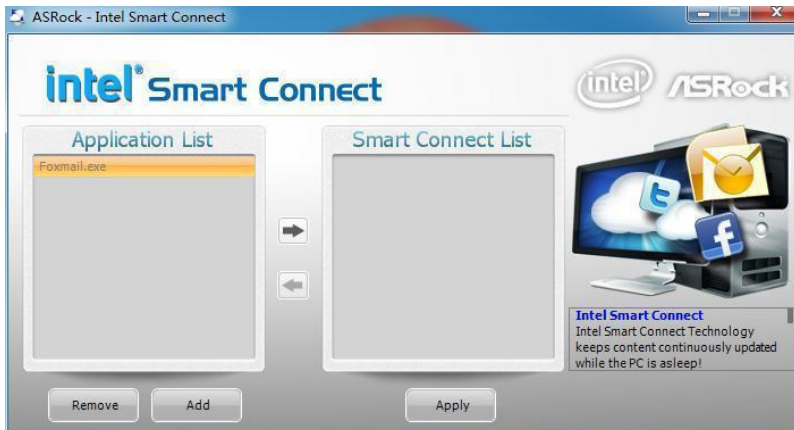 ASRock - Intel Smart Connect
intel Smart Connect
intel ASRock
Application List
Smart Connect List
Foxmail.exe
Intel Smart Connect
Intel Smart Connect Technology
keeps content continuously updated
while the PC is asleep!
Remove
Add
Apply